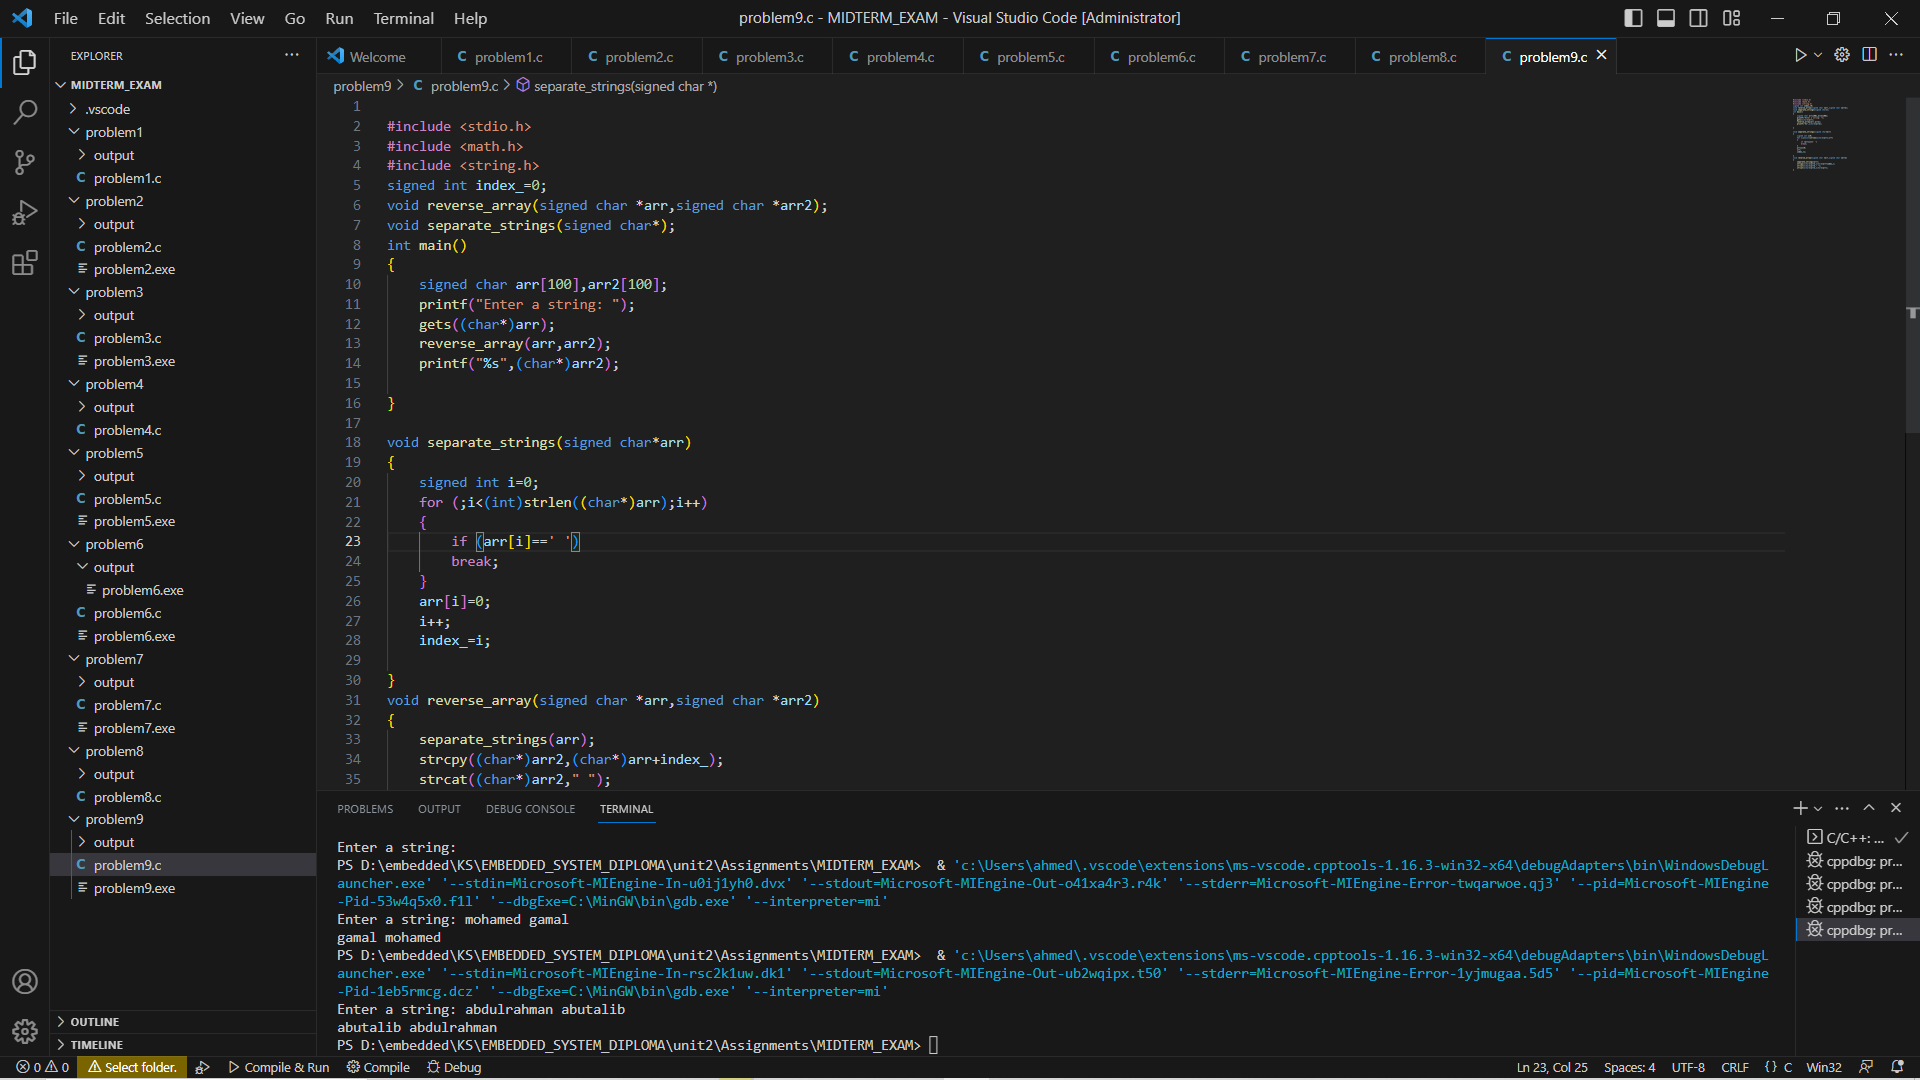 File Edit Selection View Go Run Terminal Help
problem9.c - MIDTERM_EXAM - Visual Studio Code [Administrator]
EXPLORER
MIDTERM_EXAM
.vscode
problem1
output
problem1.c
problem2
output
problem2.c
problem2.exe
problem3
output
problem3.c
problem3.exe
problem4
output
problem4.c
problem5
output
problem5.c
problem5.exe
problem6
output
problem6.exe
problem6.c
problem6.exe
problem7
output
problem7.c
problem7.exe
problem8
output
problem8.c
problem9
output
problem9.c
problem9.exe
OUTLINE
TIMELINE
Welcome C problem1.c C problem2.c C problem3.c C problem4.c C problem5.c C problem6.c C problem7.c C problem8.c C problem9.c
problem9 > C problem9.c > separate_strings(signed char *)
1
2 #include <stdio.h>
3 #include <math.h>
4 #include <string.h>
5 signed int index_=0;
6 void reverse_array(signed char *arr,signed char *arr2);
7 void separate_strings(signed char*);
8 int main()
9 {
10 signed char arr[100],arr2[100];
11 printf("Enter a string: ");
12 gets((char*)arr);
13 reverse_array(arr,arr2);
14 printf("%s",(char*)arr2);
15
16 }
17
18 void separate_strings(signed char*arr)
19 {
20 signed int i=0;
21 for (;i<(int)strlen((char*)arr);i++)
22 {
23 if (arr[i]==' ')
24 break;
25 }
26 arr[i]=0;
27 i++;
28 index_=i;
29
30 }
31 void reverse_array(signed char *arr,signed char *arr2)
32 {
33 separate_strings(arr);
34 strcpy((char*)arr2,(char*)arr+index_);
35 strcat((char*)arr2," ");
PROBLEMS OUTPUT DEBUG CONSOLE TERMINAL
Enter a string:
PS D:\embedded\KS\EMBEDDED_SYSTEM_DIPLOMA\unit2\Assignments\MIDTERM_EXAM> & 'c:\Users\ahmed\.vscode\extensions\ms-vscode.cpptools-1.16.3-win32-x64\debugAdapters\bin\WindowsDebugL
auncher.exe' '--stdin=Microsoft-MIEngine-In-u0ij1yh0.dvx' '--stdout=Microsoft-MIEngine-Out-o41xa4r3.r4k' '--stderr=Microsoft-MIEngine-Error-twqarwoe.qj3' '--pid=Microsoft-MIEngine
-Pid-53w4q5x0.f1l' '--dbgExe=C:\MinGW\bin\gdb.exe' '--interpreter=mi'
Enter a string: mohamed gamal
gamal mohamed
PS D:\embedded\KS\EMBEDDED_SYSTEM_DIPLOMA\unit2\Assignments\MIDTERM_EXAM> & 'c:\Users\ahmed\.vscode\extensions\ms-vscode.cpptools-1.16.3-win32-x64\debugAdapters\bin\WindowsDebugL
auncher.exe' '--stdin=Microsoft-MIEngine-In-rsc2k1uw.dk1' '--stdout=Microsoft-MIEngine-Out-ub2wqipx.t50' '--stderr=Microsoft-MIEngine-Error-1yjmugaa.5d5' '--pid=Microsoft-MIEngine
-Pid-1eb5rmcg.dcz' '--dbgExe=C:\MinGW\bin\gdb.exe' '--interpreter=mi'
Enter a string: abdulrahman abutalib
abutalib abdulrahman
PS D:\embedded\KS\EMBEDDED_SYSTEM_DIPLOMA\unit2\Assignments\MIDTERM_EXAM>
C/C++: ...
cppdbg: pr...
cppdbg: pr...
cppdbg: pr...
cppdbg: pr...
0 0 Select folder. Compile & Run Compile Debug Ln 23, Col 25 Spaces: 4 UTF-8 CRLF {} C Win32